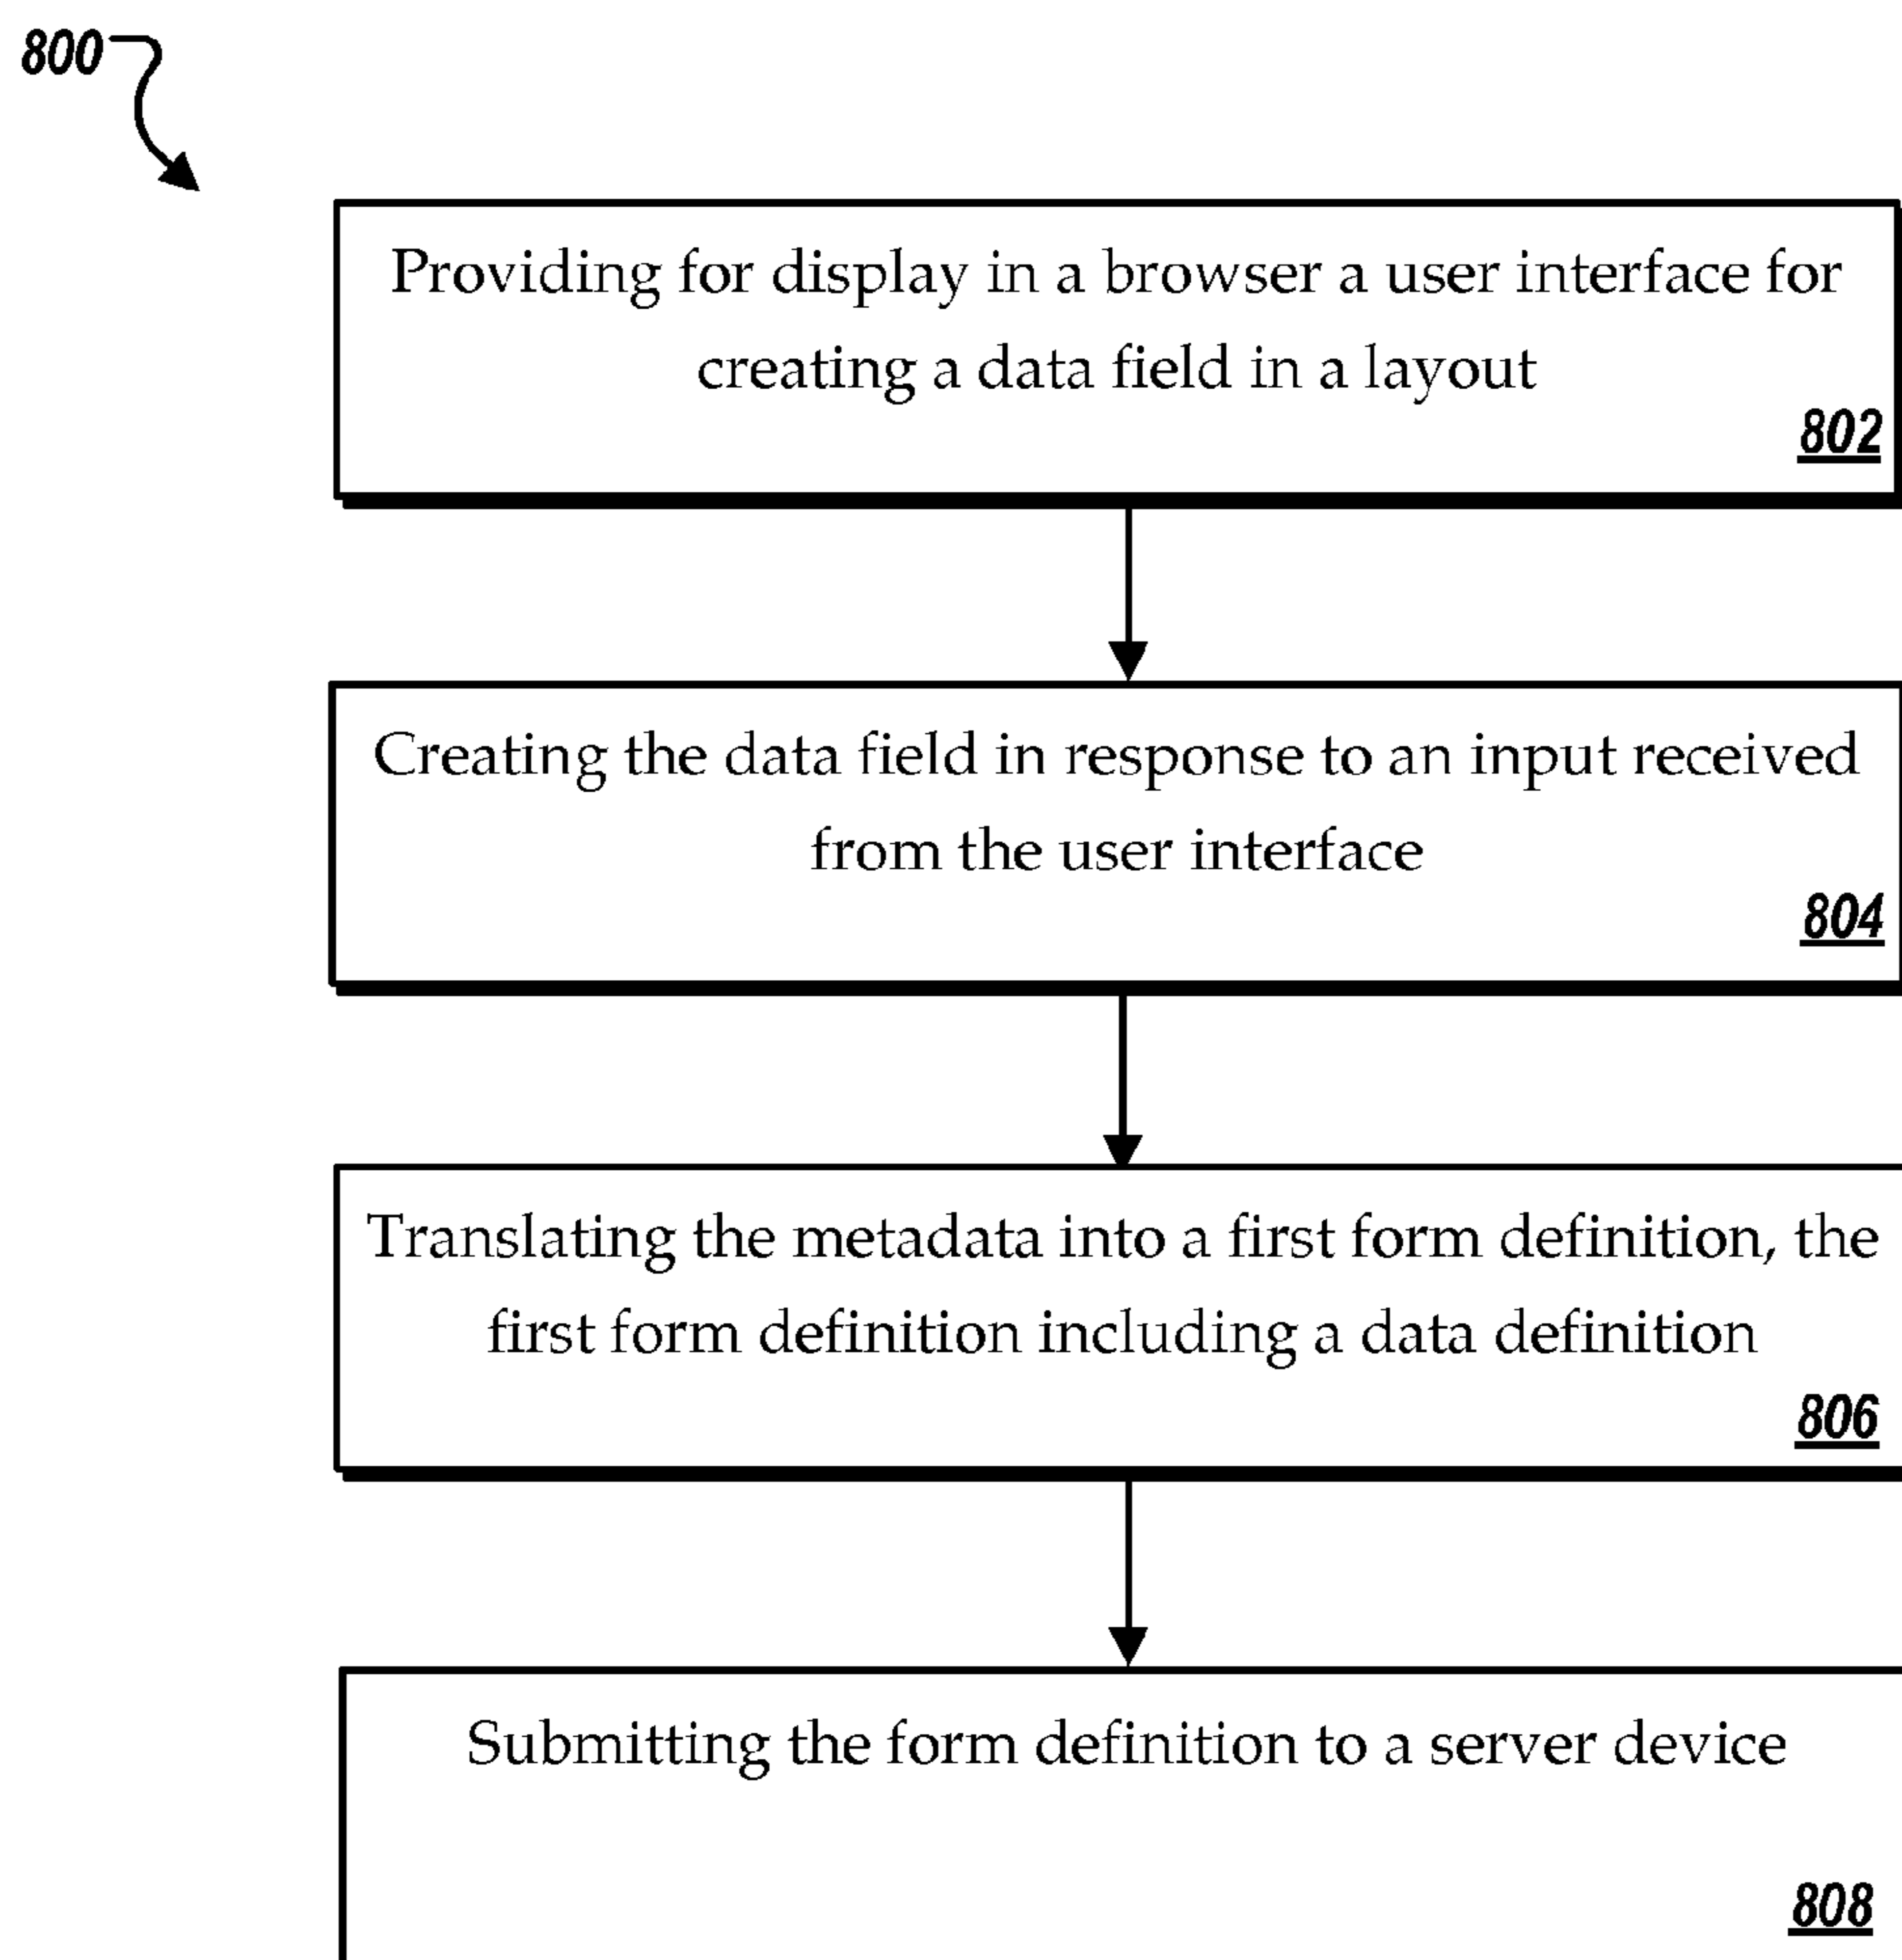 800
Providing for display in a browser a user interface for
creating a data field in a layout
802
Creating the data field in response to an input received
from the user interface
804
Translating the metadata into a first form definition, the
first form definition including a data definition
806
Submitting the form definition to a server device
808